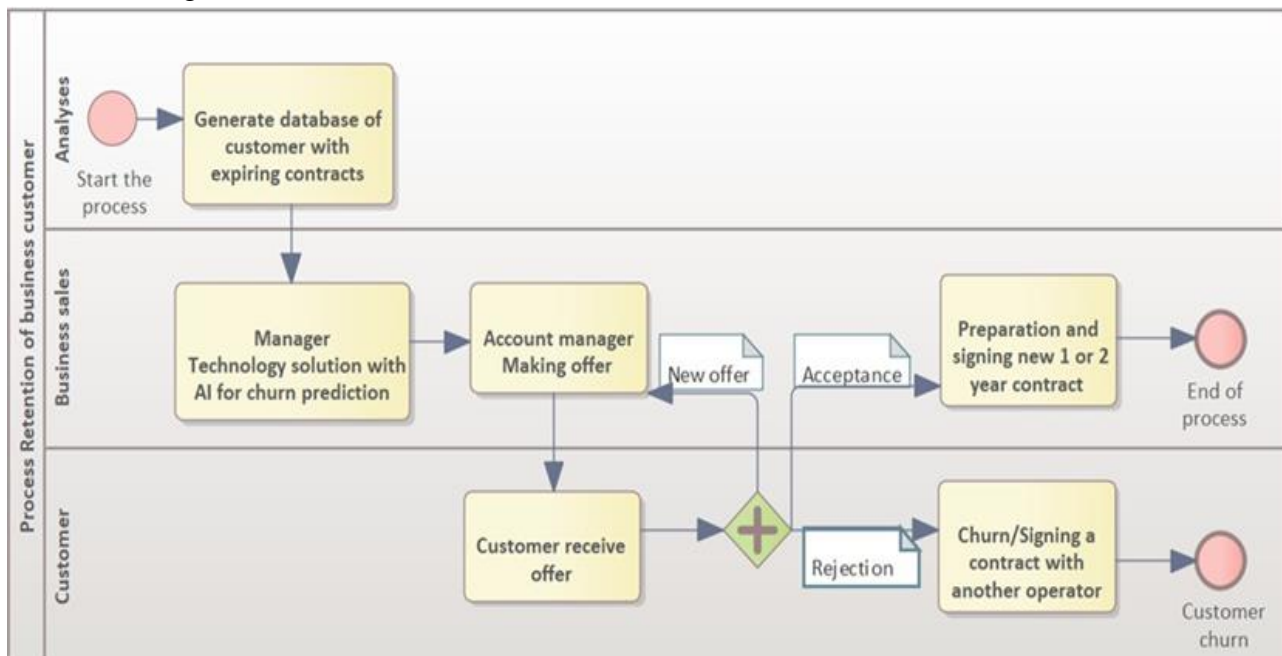 Process Retention of business customer
Analyses
Start the
process
Generate database of
customer with
expiring contracts
Business sales
Manager
Technology solution with
AI for churn prediction
Account manager
Making offer
New offer
Acceptance
Preparation and
signing new 1 or 2
year contract
End of
process
Customer
Customer receive
offer
Rejection
Churn/Signing a
contract with
another operator
Customer
churn